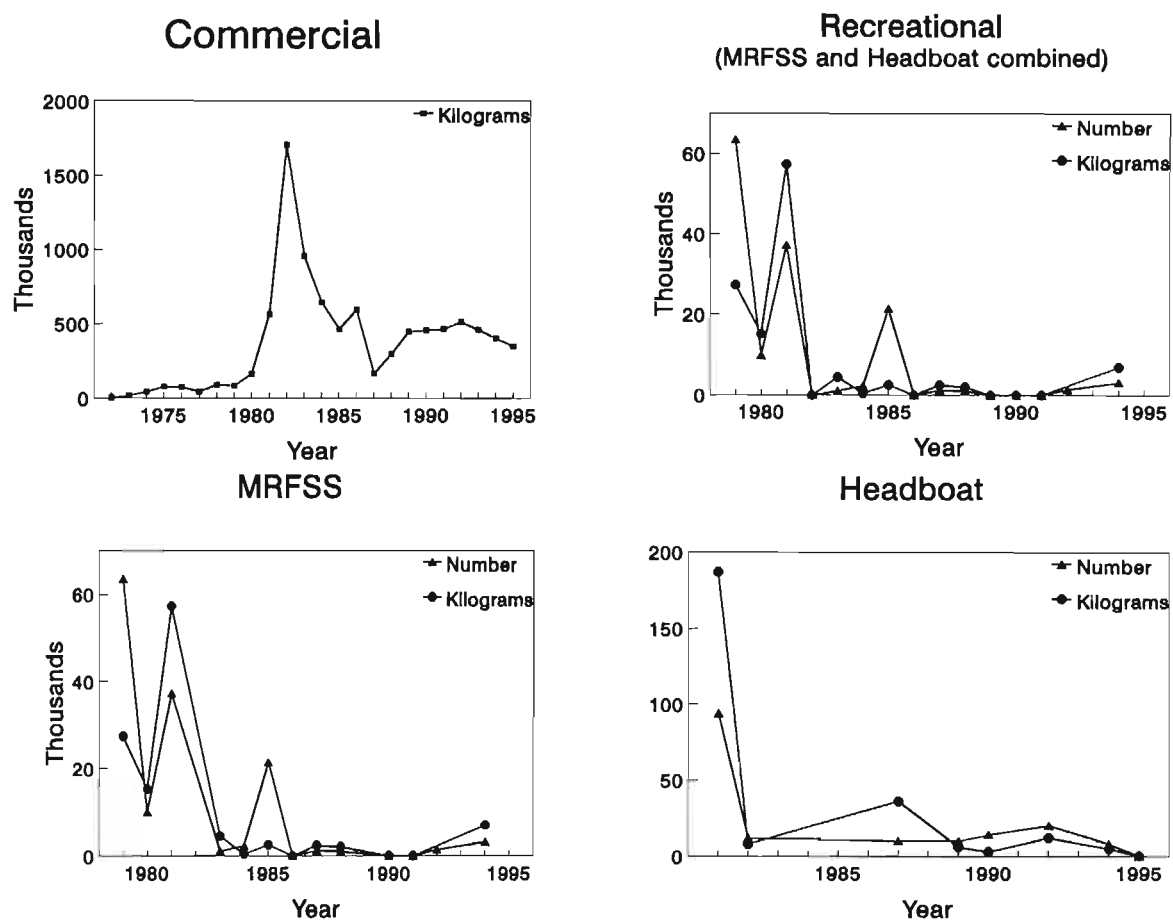 Commercial
2000
1500
1000
500
0
Thousands
Kilograms
1975 1980 1985 1990 1995
Year
Recreational
(MRFSS and Headboat combined)
60
40
20
0
Thousands
Number
Kilograms
1980 1985 1990 1995
Year
MRFSS
60
40
20
0
Thousands
Number
Kilograms
1980 1985 1990 1995
Year
Headboat
200
150
100
50
0
Number
Kilograms
1985 1990 1995
Year